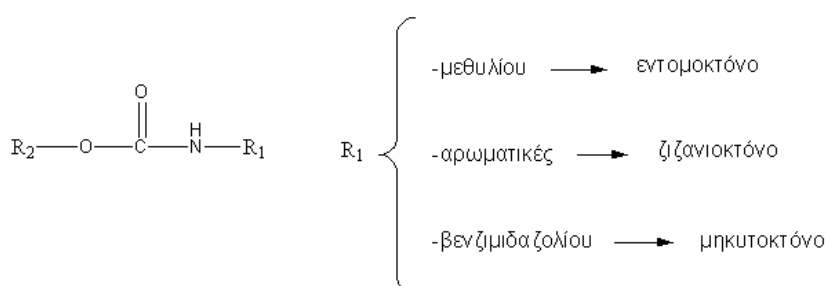 -μεθυλίου → εντομοκτόνο
O
H
R2—O—C—N—R1
R1
-αρωματικές → ζιζανιοκτόνο
-βενζιμιδαζολίου → μηκυτοκτόνο